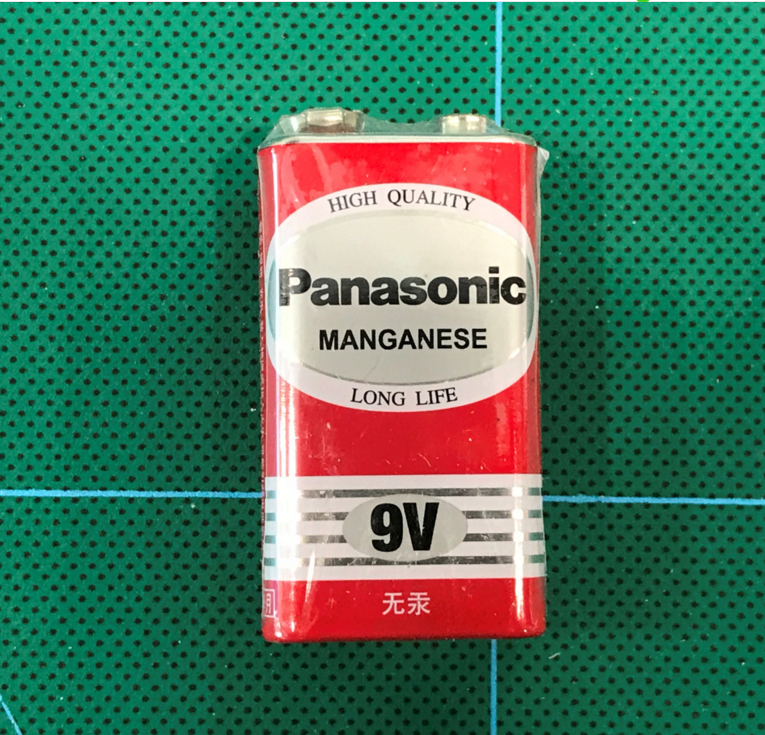 HIGH QUALITY
Panasonic
MANGANESE
LONG LIFE
9V
无汞